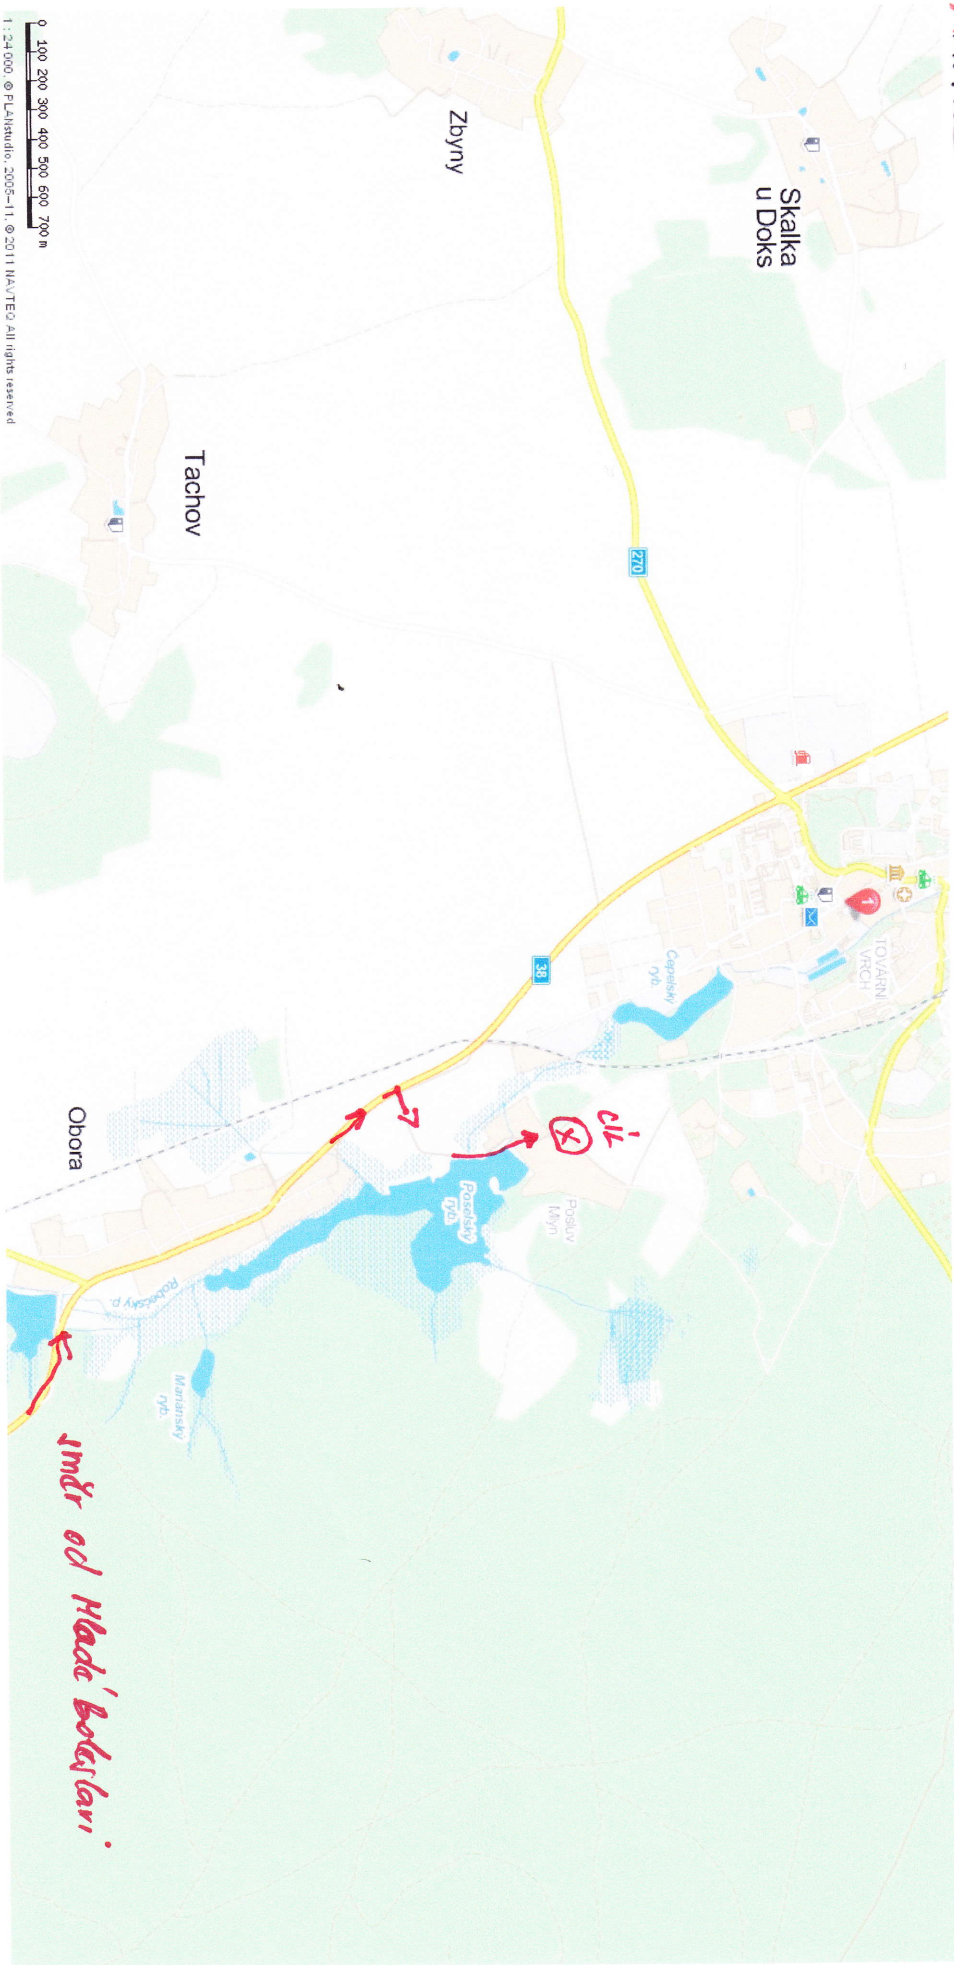 Skalka
u Doks
1
TOVÁRNÍ
VRCH
270
Čepelský
ryb.
CÍL
X
Posluv
Mlýn
38
Zbyny
Poselský
ryb.
Tachov
Mariánský
ryb.
Robečský p.
Obora
směr od Mladé boleslavi
0 100 200 300 400 500 600 700 m
1 : 24 000, © PLANstudio, 2005–11, © 2011 NAVTEQ All rights reserved